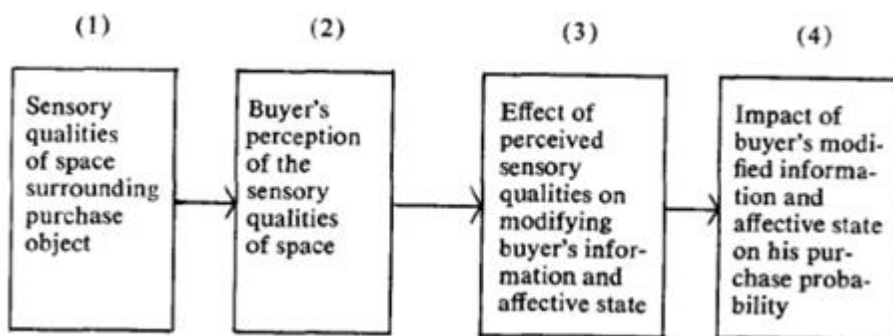 (1)
(2)
(3)
(4)
Sensory
qualities
of space
surrounding
purchase
object
Buyer's
perception
of the
sensory
qualities
of space
Effect of
perceived
sensory
qualities on
modifying
buyer's infor-
mation and
affective state
Impact of
buyer's modi-
fied informa-
tion and
affective state
on his pur-
chase proba-
bility